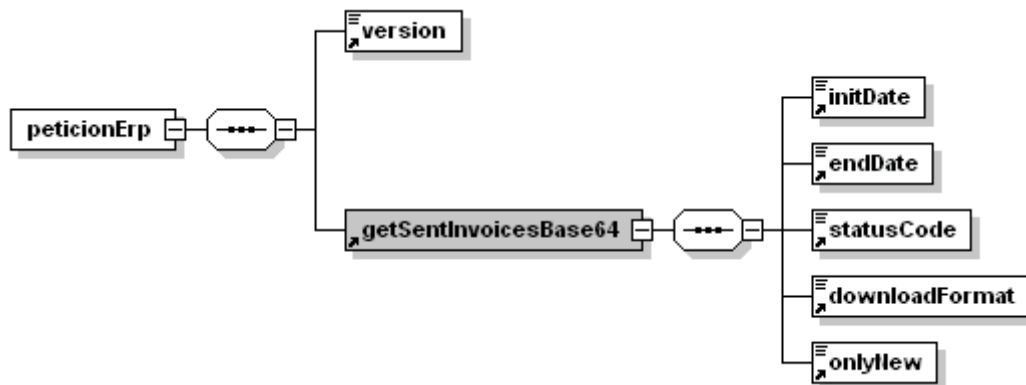 version
initDate
peticionErp
endDate
getSentInvoicesBase64
statusCode
downloadFormat
onlyNew